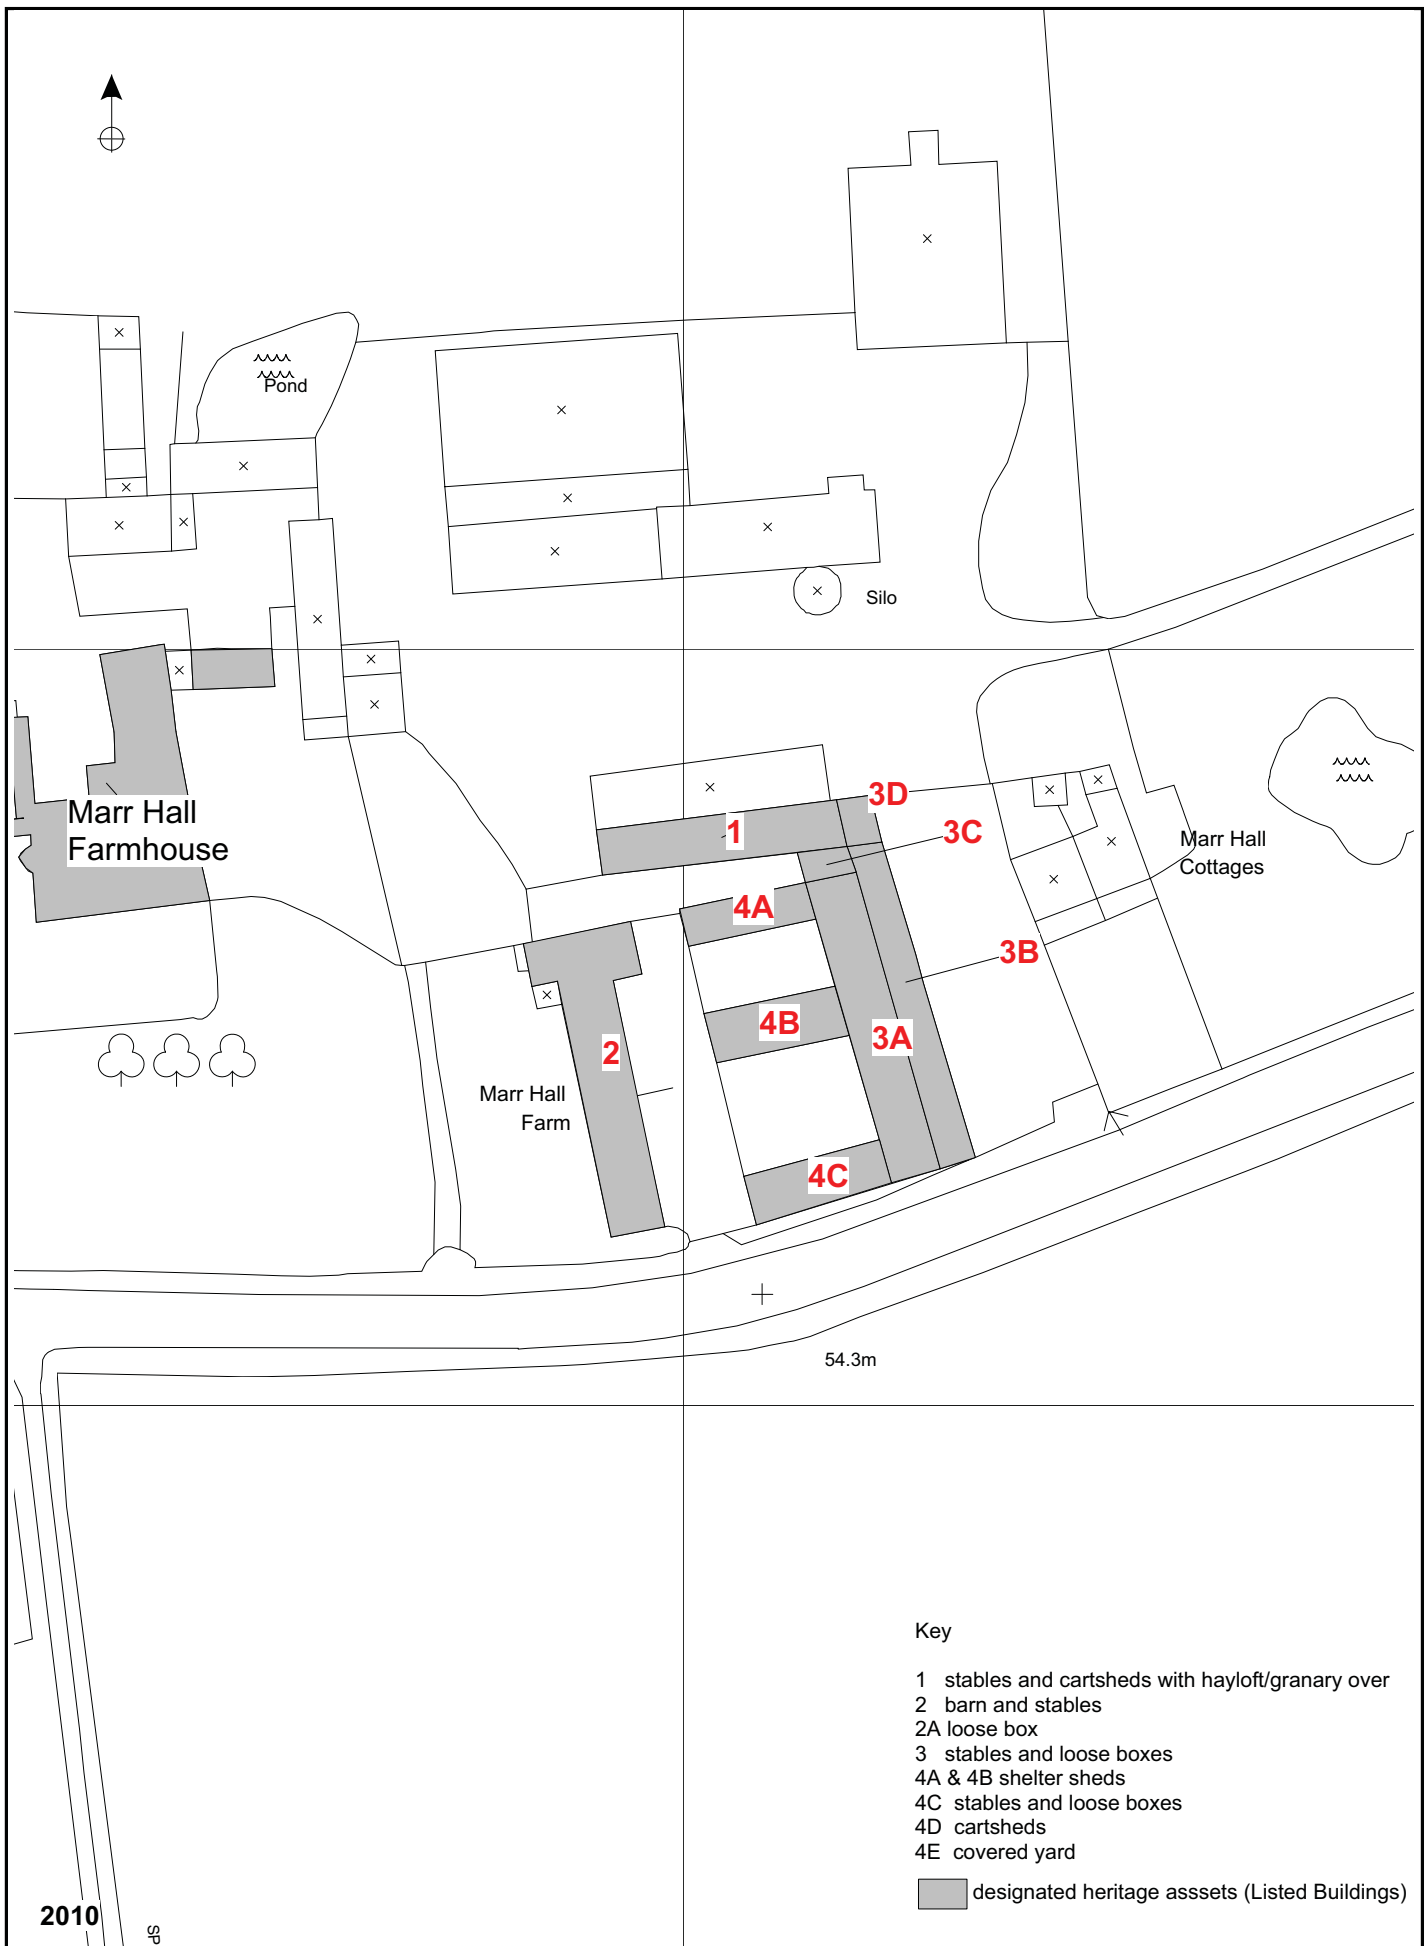 Pond
Silo
Marr Hall
Farmhouse
3D
1
3C
Marr Hall
Cottages
4A
3B
4B
3A
2
Marr Hall
Farm
4C
54.3m
Key
1 stables and cartsheds with hayloft/granary over
2 barn and stables
2A loose box
3 stables and loose boxes
4A & 4B shelter sheds
4C stables and loose boxes
4D cartsheds
4E covered yard
designated heritage asssets (Listed Buildings)
2010
SP